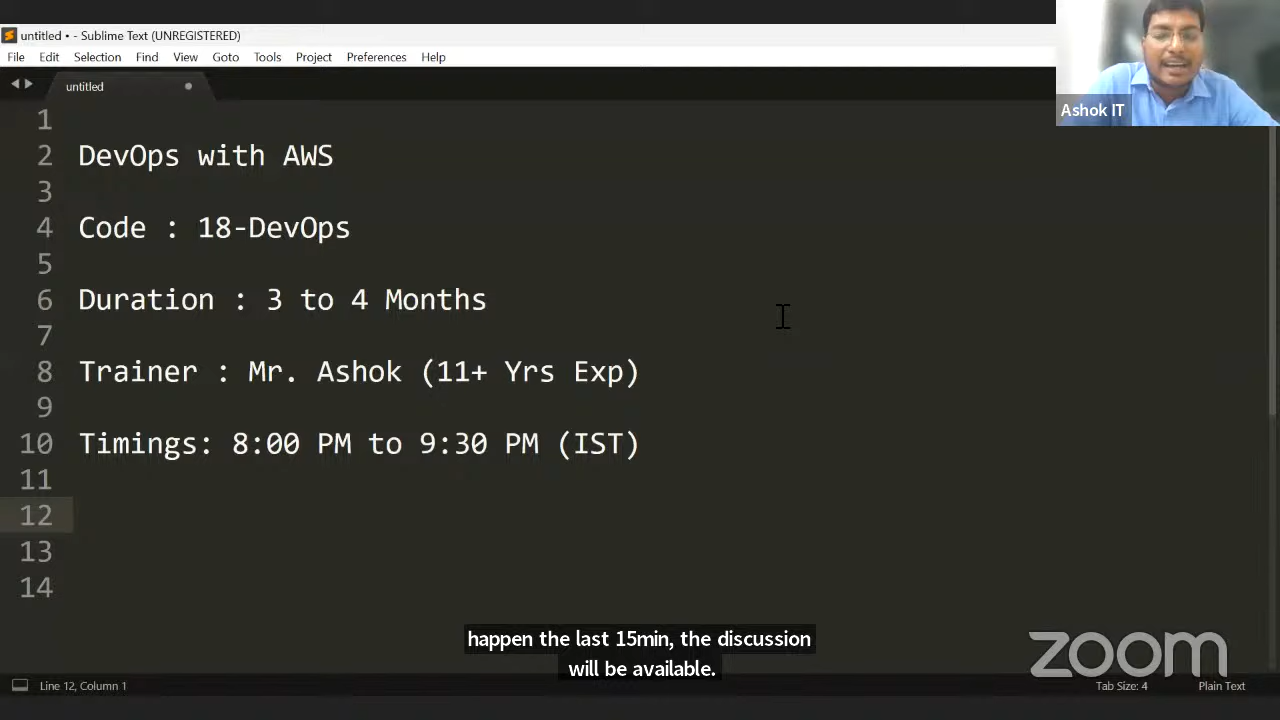 untitled • - Sublime Text (UNREGISTERED)
File Edit Selection Find View Goto Tools Project Preferences Help
untitled
Ashok IT
1
2 DevOps with AWS
3
4 Code : 18-DevOps
5
6 Duration : 3 to 4 Months
7
8 Trainer : Mr. Ashok (11+ Yrs Exp)
9
10 Timings: 8:00 PM to 9:30 PM (IST)
11
12
13
14
happen the last 15min, the discussion
will be available.
zoom
Line 12, Column 1
Tab Size: 4
Plain Text